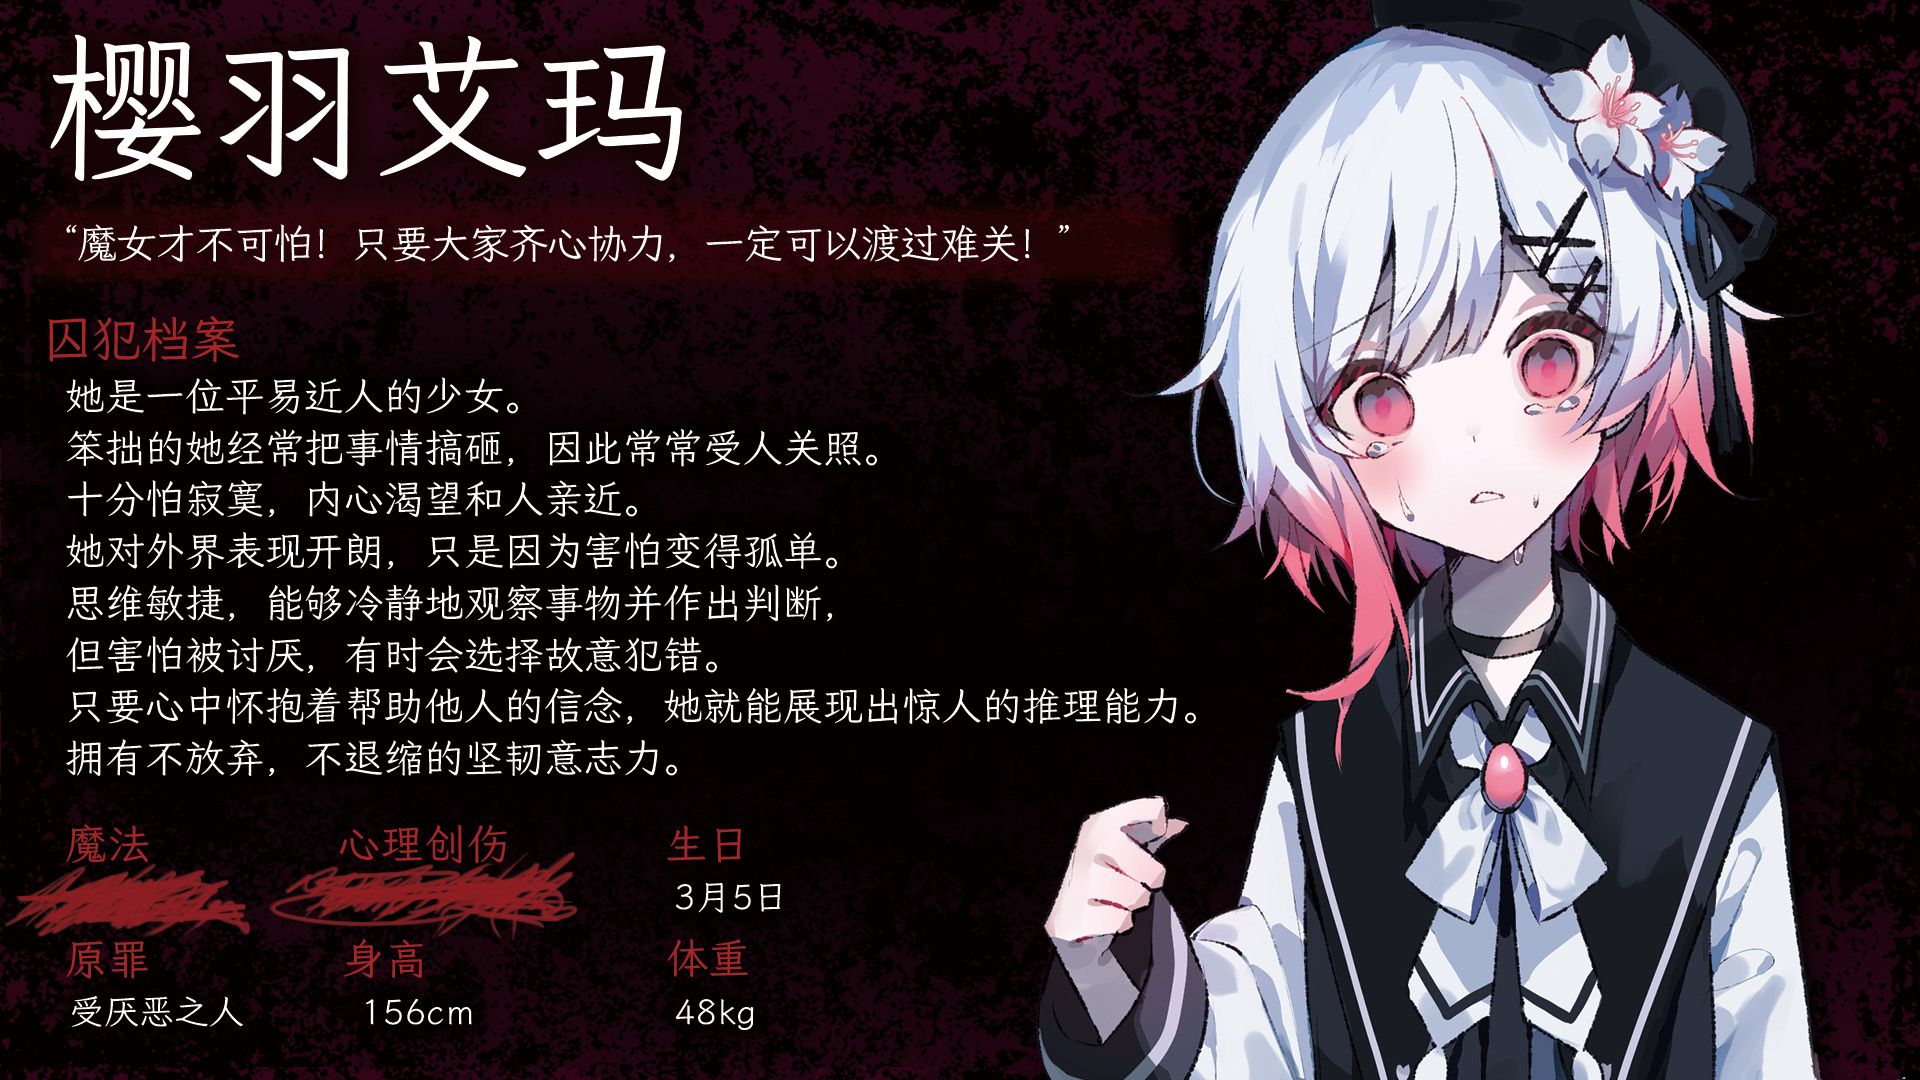 樱羽艾玛
“魔女才不可怕！只要大家齐心协力，一定可以渡过难关！”
囚犯档案
她是一位平易近人的少女。
笨拙的她经常把事情搞砸，因此常常受人关照。
十分怕寂寞，内心渴望和人亲近。
她对外界表现开朗，只是因为害怕变得孤单。
思维敏捷，能够冷静地观察事物并作出判断，
但害怕被讨厌，有时会选择故意犯错。
只要心中怀抱着帮助他人的信念，她就能展现出惊人的推理能力。
拥有不放弃，不退缩的坚韧意志力。
魔法
心理创伤
生日
3月5日
原罪
受厌恶之人
身高
156cm
体重
48kg